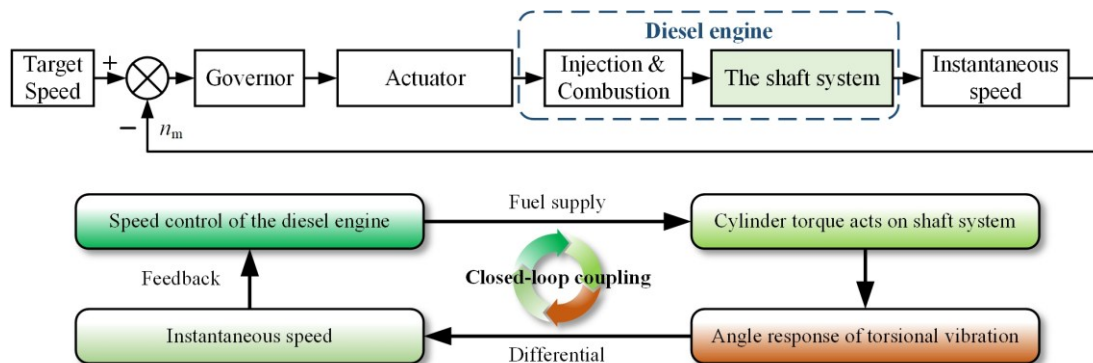 Diesel engine
Target
Speed
+
−
n_m
Governor
Actuator
Injection &
Combustion
The shaft system
Instantaneous
speed
Speed control of the diesel engine
Fuel supply
Cylinder torque acts on shaft system
Feedback
Closed-loop coupling
Instantaneous speed
Differential
Angle response of torsional vibration